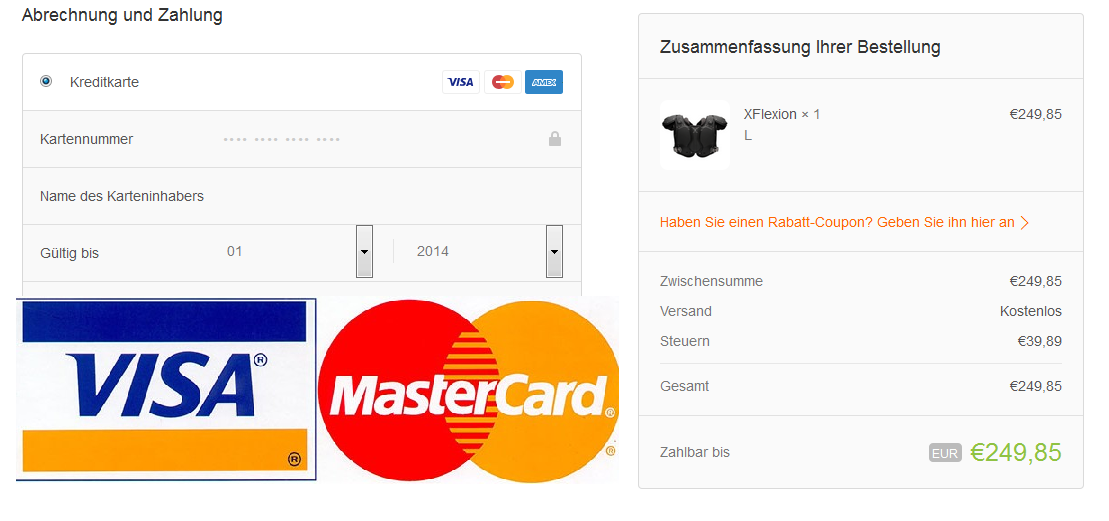 Abrechnung und Zahlung
Kreditkarte
VISA
AMEX
Kartennummer
Name des Karteninhabers
Gültig bis
01
2014
VISA®
®
MasterCard®
®
Zusammenfassung Ihrer Bestellung
XFlexion × 1
€249,85
L
Haben Sie einen Rabatt-Coupon? Geben Sie ihn hier an
Zwischensumme
€249,85
Versand
Kostenlos
Steuern
€39,89
Gesamt
€249,85
Zahlbar bis
EUR €249,85